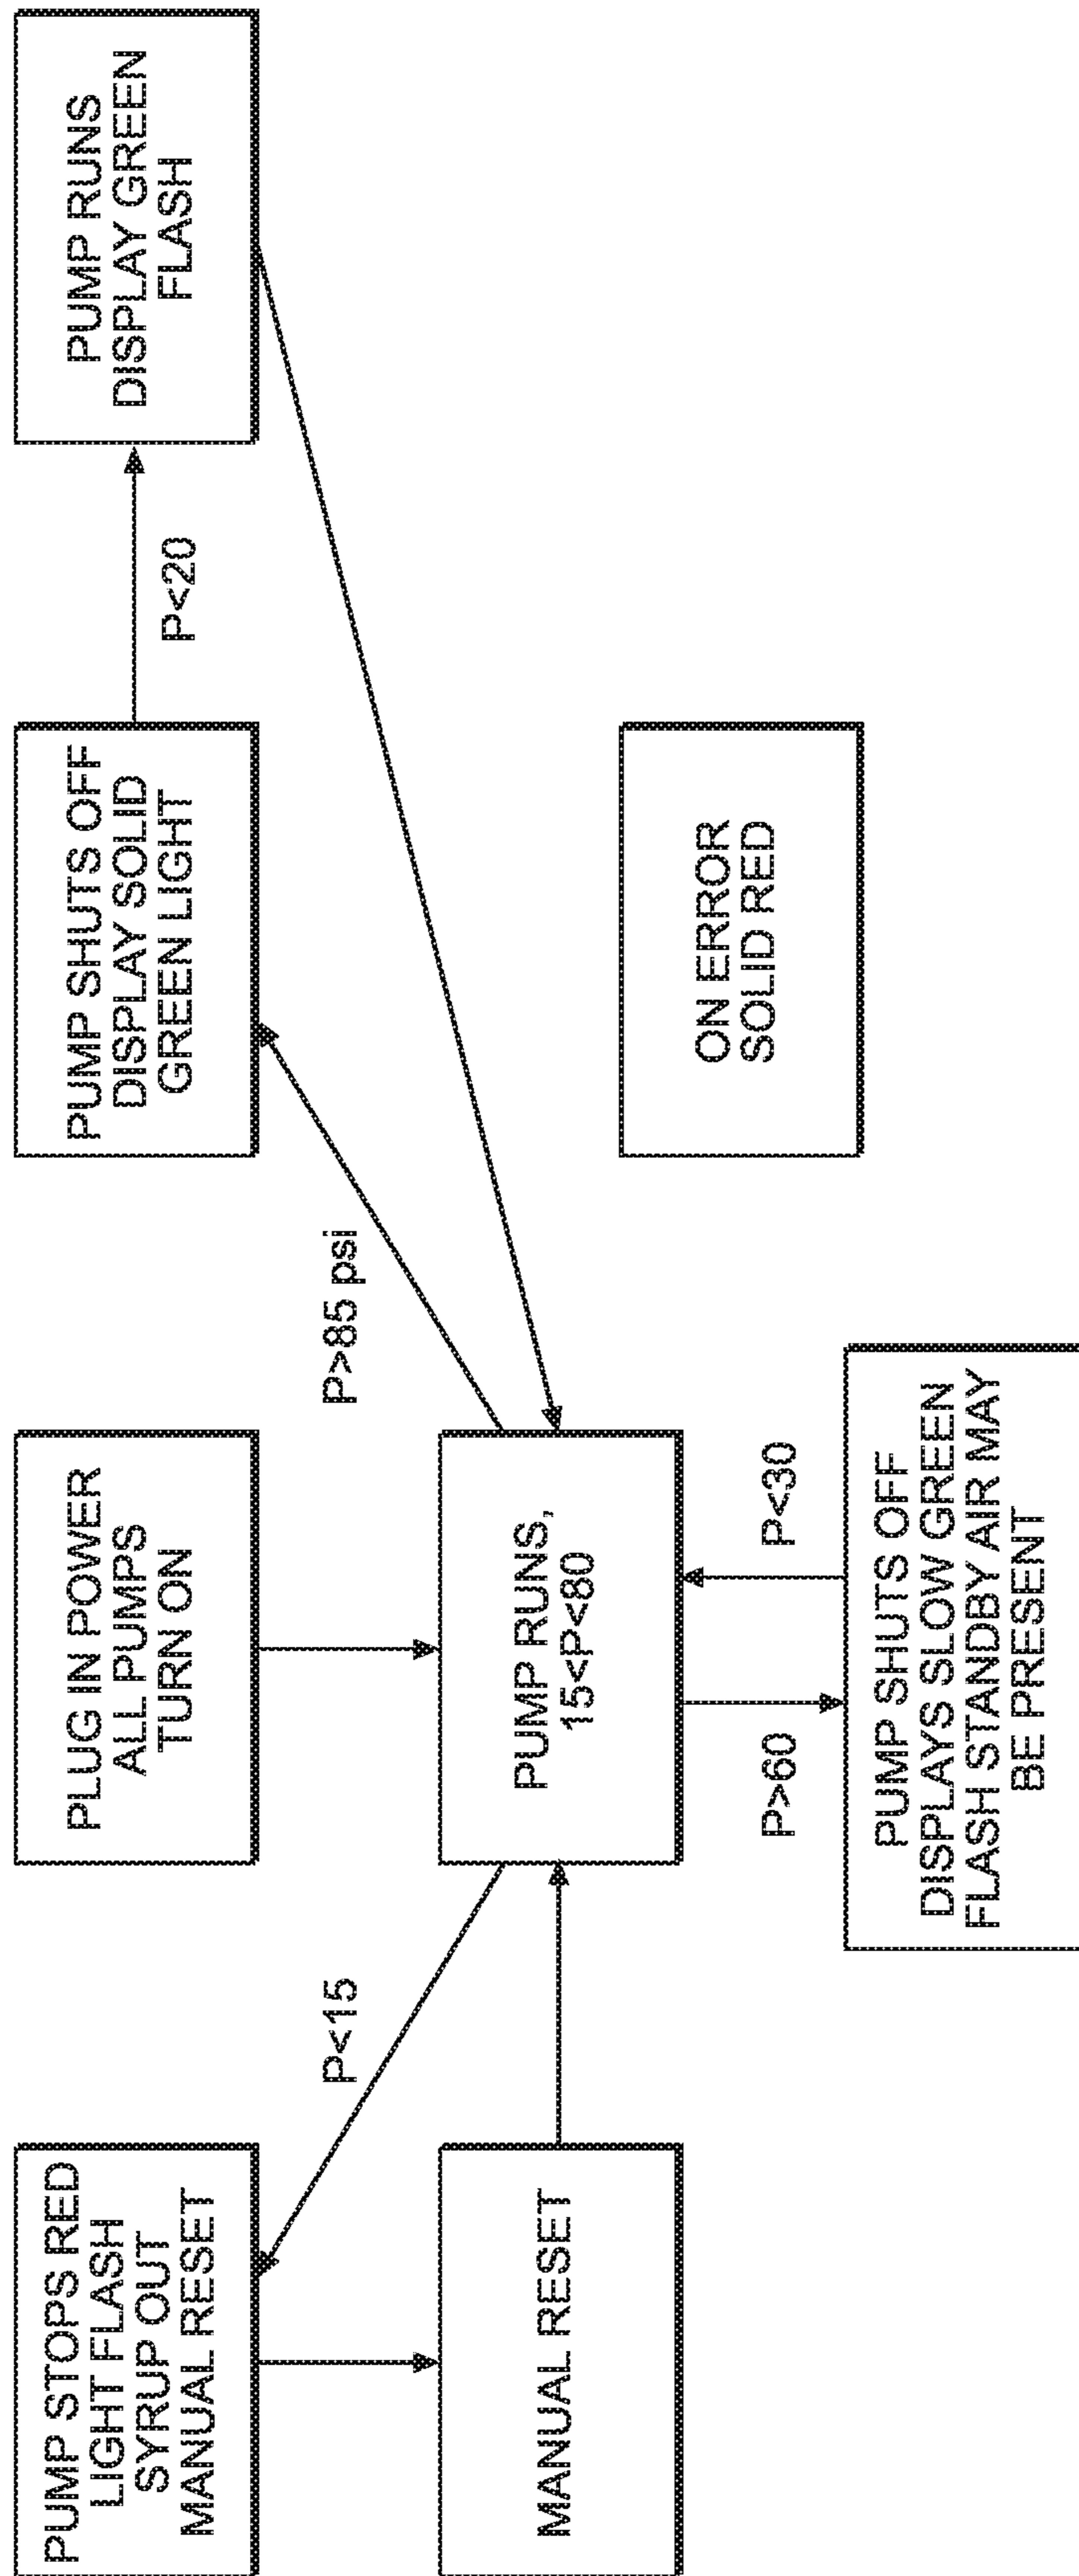 PUMP STOPS RED
LIGHT FLASH
SYRUP OUT
MANUAL RESET
PLUG IN POWER
ALL PUMPS
TURN ON
PUMP SHUTS OFF
DISPLAY SOLID
GREEN LIGHT
P<20
PUMP RUNS
DISPLAY GREEN
FLASH
P<15
P>85 psi
MANUAL RESET
PUMP RUNS,
15<P<80
ON ERROR
SOLID RED
P>60
P<30
PUMP SHUTS OFF
DISPLAYS SLOW GREEN
FLASH STANDBY AIR MAY
BE PRESENT